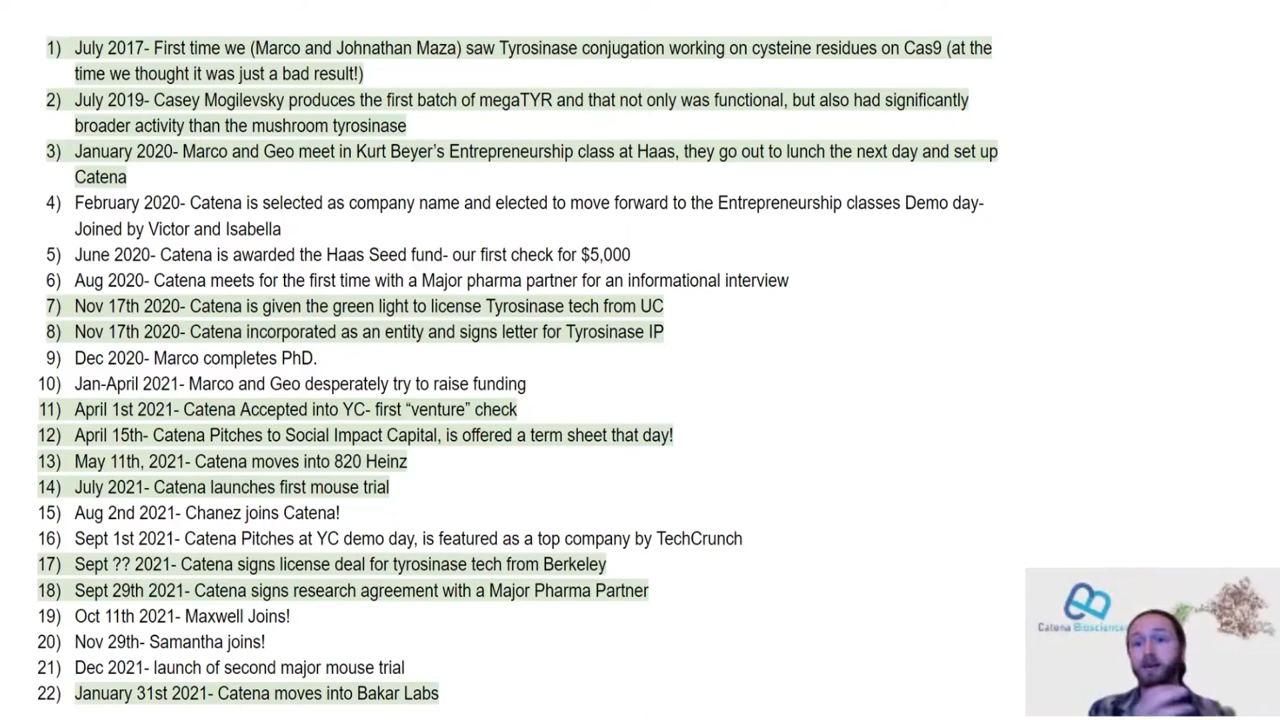 1) July 2017- First time we (Marco and Johnathan Maza) saw Tyrosinase conjugation working on cysteine residues on Cas9 (at the
time we thought it was just a bad result!)
2) July 2019- Casey Mogilevsky produces the first batch of megaTYR and that not only was functional, but also had significantly
broader activity than the mushroom tyrosinase
3) January 2020- Marco and Geo meet in Kurt Beyer's Entrepreneurship class at Haas, they go out to lunch the next day and set up
Catena
4) February 2020- Catena is selected as company name and elected to move forward to the Entrepreneurship classes Demo day-
Joined by Victor and Isabella
5) June 2020- Catena is awarded the Haas Seed fund- our first check for $5,000
6) Aug 2020- Catena meets for the first time with a Major pharma partner for an informational interview
7) Nov 17th 2020- Catena is given the green light to license Tyrosinase tech from UC
8) Nov 17th 2020- Catena incorporated as an entity and signs letter for Tyrosinase IP
9) Dec 2020- Marco completes PhD.
10) Jan-April 2021- Marco and Geo desperately try to raise funding
11) April 1st 2021- Catena Accepted into YC- first “venture” check
12) April 15th- Catena Pitches to Social Impact Capital, is offered a term sheet that day!
13) May 11th, 2021- Catena moves into 820 Heinz
14) July 2021- Catena launches first mouse trial
15) Aug 2nd 2021- Chanez joins Catena!
16) Sept 1st 2021- Catena Pitches at YC demo day, is featured as a top company by TechCrunch
17) Sept ?? 2021- Catena signs license deal for tyrosinase tech from Berkeley
18) Sept 29th 2021- Catena signs research agreement with a Major Pharma Partner
19) Oct 11th 2021- Maxwell Joins!
20) Nov 29th- Samantha joins!
21) Dec 2021- launch of second major mouse trial
22) January 31st 2021- Catena moves into Bakar Labs
Catena Bioscience